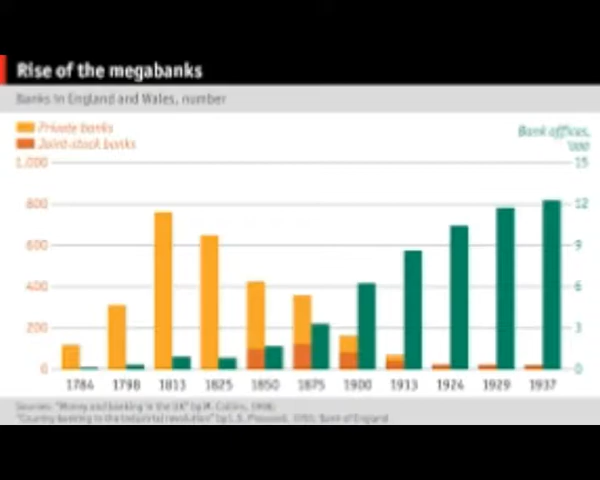 Rise of the megabanks
Banks in England and Wales, number
Private banks
Joint-stock banks
Bank offices,
'000
1,000
15
800
12
600
9
400
6
200
3
0
0
1784 1798 1813 1825 1850 1875 1900 1913 1924 1929 1937
Sources: "Money and banking in the UK" by M. Collins, 1988;
"Country banking in the industrial revolution" by L. S. Bank of England